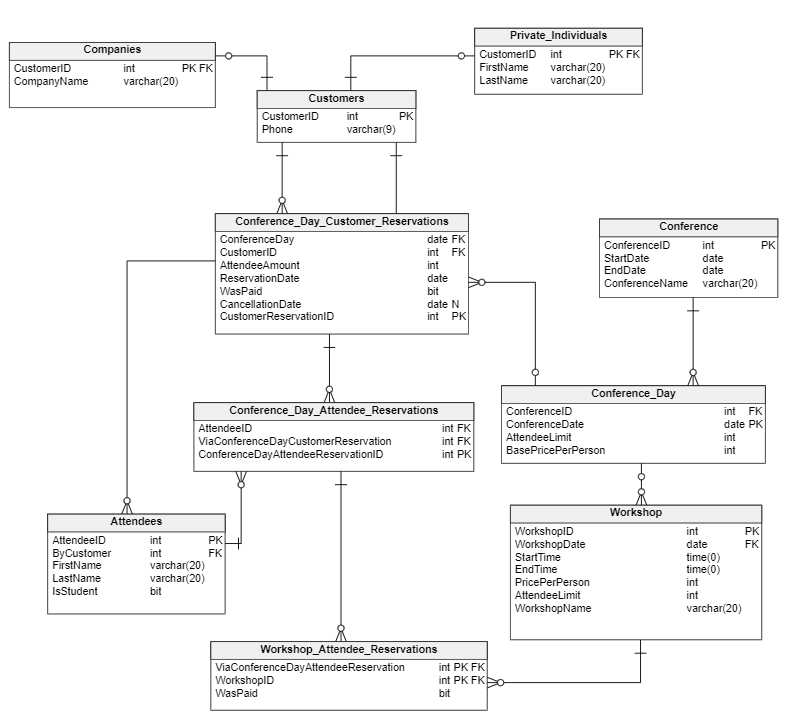 Companies
CustomerID int PK FK
CompanyName varchar(20)
Private_Individuals
CustomerID int PK FK
FirstName varchar(20)
LastName varchar(20)
Customers
CustomerID int PK
Phone varchar(9)
Conference_Day_Customer_Reservations
ConferenceDay date FK
CustomerID int FK
AttendeeAmount int
ReservationDate date
WasPaid bit
CancellationDate date N
CustomerReservationID int PK
Conference
ConferenceID int PK
StartDate date
EndDate date
ConferenceName varchar(20)
Conference_Day_Attendee_Reservations
AttendeeID int FK
ViaConferenceDayCustomerReservation int FK
ConferenceDayAttendeeReservationID int PK
Conference_Day
ConferenceID int FK
ConferenceDate date PK
AttendeeLimit int
BasePricePerPerson int
Attendees
AttendeeID int PK
ByCustomer int FK
FirstName varchar(20)
LastName varchar(20)
IsStudent bit
Workshop
WorkshopID int PK
WorkshopDate date FK
StartTime time(0)
EndTime time(0)
PricePerPerson int
AttendeeLimit int
WorkshopName varchar(20)
Workshop_Attendee_Reservations
ViaConferenceDayAttendeeReservation int PK FK
WorkshopID int PK FK
WasPaid bit